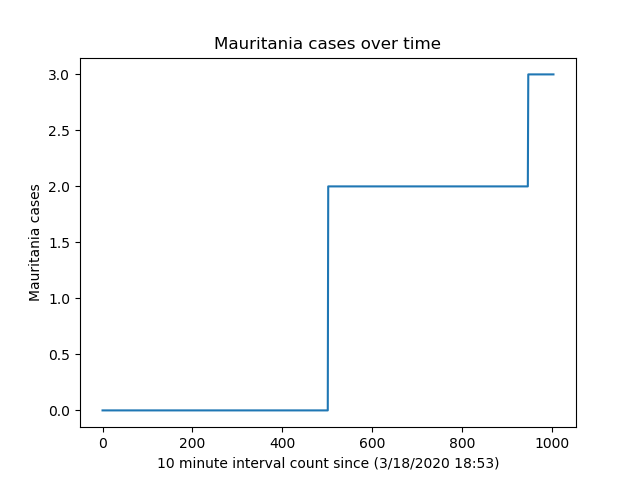 Mauritania cases over time
3.0
2.5
2.0
1.5
1.0
0.5
0.0
Mauritania cases
0 200 400 600 800 1000
10 minute interval count since (3/18/2020 18:53)